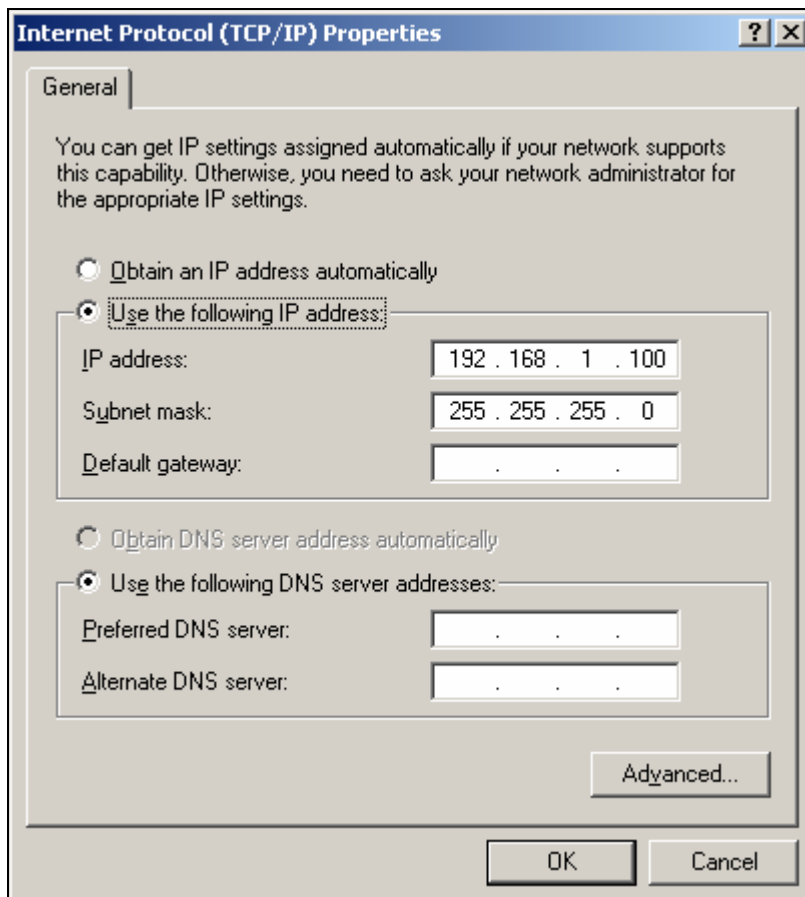 Internet Protocol (TCP/IP) Properties
General
You can get IP settings assigned automatically if your network supports
this capability. Otherwise, you need to ask your network administrator for
the appropriate IP settings.
Obtain an IP address automatically
Use the following IP address:
IP address: 192 . 168 . 1 . 100
Subnet mask: 255 . 255 . 255 . 0
Default gateway: . . .
Obtain DNS server address automatically
Use the following DNS server addresses:
Preferred DNS server: . . .
Alternate DNS server: . . .
Advanced...
OK Cancel